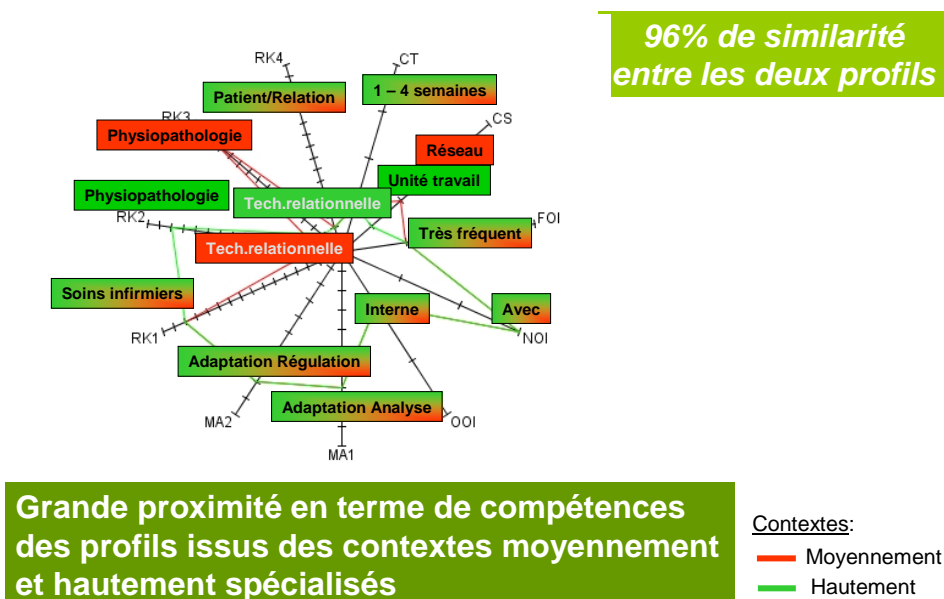 96% de similarité
entre les deux profils
RK4
CT
Patient/Relation
1 – 4 semaines
RK3
CS
Physiopathologie
Réseau
Unité travail
Physiopathologie
Tech.relationnelle
RK2
FOI
Très fréquent
Tech.relationnelle
Soins infirmiers
Interne
Avec
RK1
NOI
Adaptation Régulation
Adaptation Analyse
MA2
OOI
MA1
Grande proximité en terme de compétences
des profils issus des contextes moyennement
et hautement spécialisés
Contextes:
Moyennement
Hautement